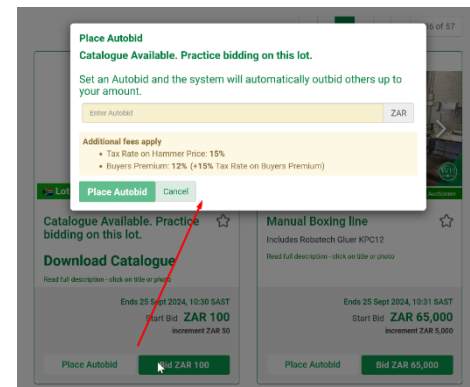 of 57
Place Autobid
Catalogue Available. Practice bidding on this lot.
Set an Autobid and the system will automatically outbid others up to
your amount.
Enter Autobid
ZAR
Additional fees apply
• Tax Rate on Hammer Price: 15%
• Buyers Premium: 12% (+15% Tax Rate on Buyers Premium)
Place Autobid
Cancel
Lot
Auctioneer
Catalogue Available. Practice
bidding on this lot.
Download Catalogue
Read full description - click on title or photo
Ends 25 Sept 2024, 10:30 SAST
Start Bid ZAR 100
increment ZAR 50
Place Autobid
Bid ZAR 100
Manual Boxing line
Includes Robatech Gluer KPC12
Read full description - click on title or photo
Ends 25 Sept 2024, 10:31 SAST
Start Bid ZAR 65,000
increment ZAR 5,000
Place Autobid
Bid ZAR 65,000